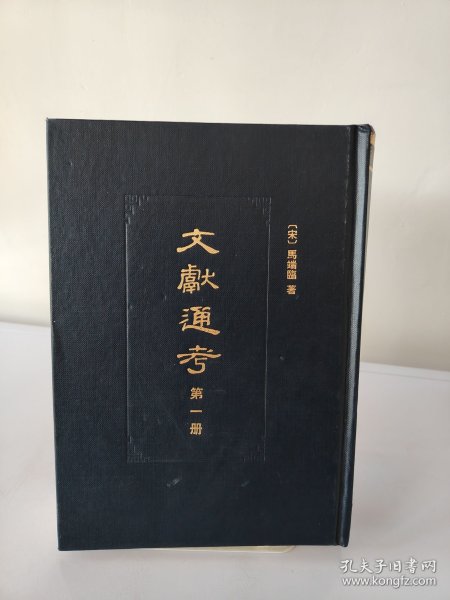 〔宋〕馬端臨 著
文獻通考
第一册
孔夫子旧书网
www.kongfz.com